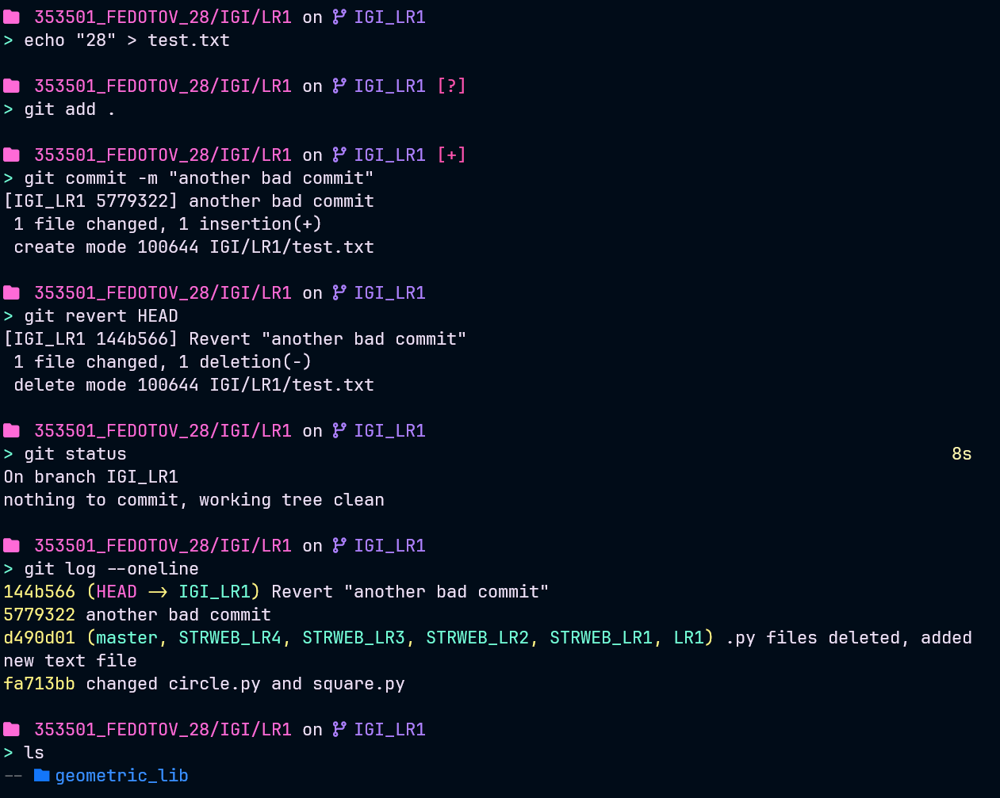 353501_FEDOTOV_28/IGI/LR1 on IGI_LR1
> echo "28" > test.txt
353501_FEDOTOV_28/IGI/LR1 on IGI_LR1 [?]
> git add .
353501_FEDOTOV_28/IGI/LR1 on IGI_LR1 [+]
> git commit -m "another bad commit"
[IGI_LR1 5779322] another bad commit
1 file changed, 1 insertion(+)
create mode 100644 IGI/LR1/test.txt
353501_FEDOTOV_28/IGI/LR1 on IGI_LR1
> git revert HEAD
[IGI_LR1 144b566] Revert "another bad commit"
1 file changed, 1 deletion(-)
delete mode 100644 IGI/LR1/test.txt
353501_FEDOTOV_28/IGI/LR1 on IGI_LR1
> git status 8s
On branch IGI_LR1
nothing to commit, working tree clean
353501_FEDOTOV_28/IGI/LR1 on IGI_LR1
> git log --oneline
144b566 (HEAD -> IGI_LR1) Revert "another bad commit"
5779322 another bad commit
d490d01 (master, STRWEB_LR4, STRWEB_LR3, STRWEB_LR2, STRWEB_LR1, LR1) .py files deleted, added
new text file
fa713bb changed circle.py and square.py
353501_FEDOTOV_28/IGI/LR1 on IGI_LR1
> ls
-- geometric_lib